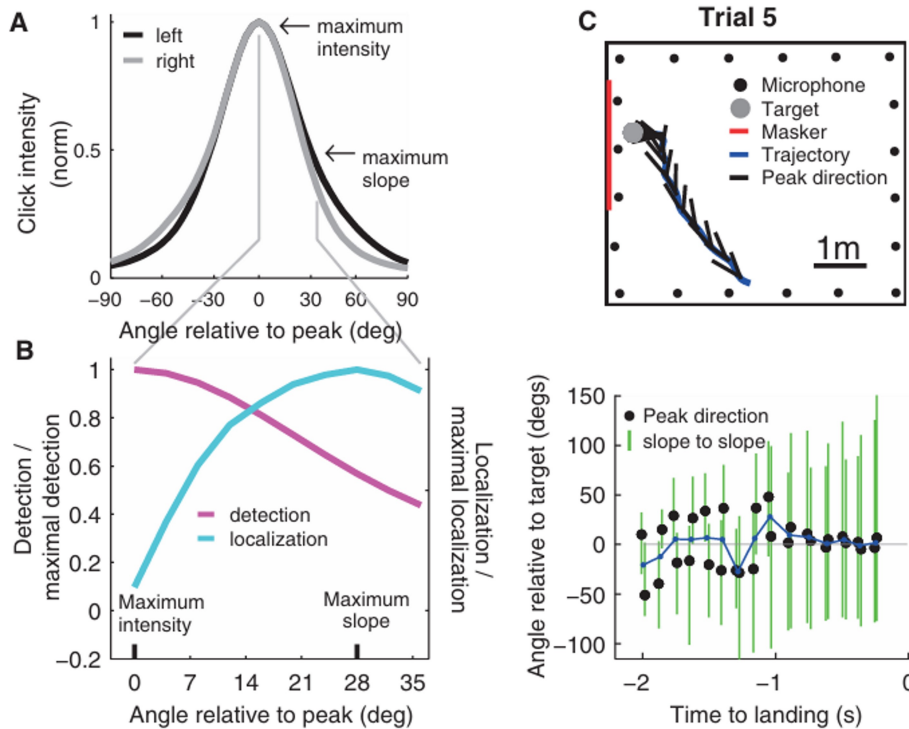 A
left
right
maximum
intensity
maximum
slope
Click intensity
(norm)
1
0.5
0
−90
−60
−30
0
30
60
90
Angle relative to peak (deg)
B
Detection /
maximal detection
Localization /
maximal localization
1
0.8
0.6
0.4
0.2
0
−0.2
detection
localization
Maximum
intensity
Maximum
slope
0
7
14
21
28
35
Angle relative to peak (deg)
C
Trial 5
Microphone
Target
Masker
Trajectory
Peak direction
1m
Angle relative to target (degs)
150
100
50
0
−50
−100
Peak direction
slope to slope
−2
−1
0
Time to landing (s)